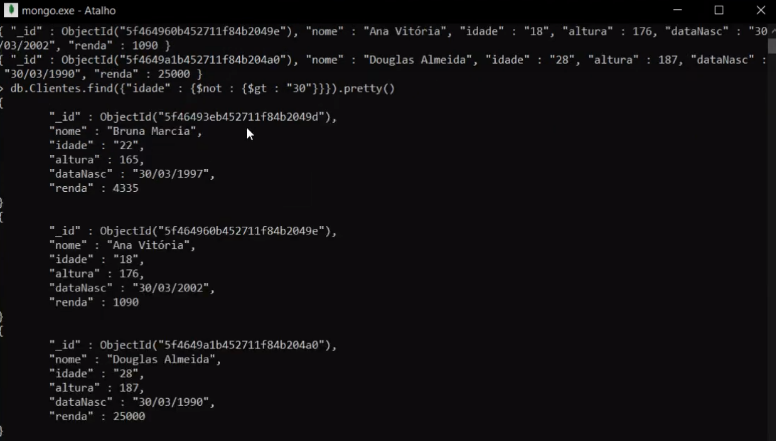 mongo.exe - Atalho
{ "_id" : ObjectId("5f464960b452711f84b2049e"), "nome" : "Ana Vitória", "idade" : "18", "altura" : 176, "dataNasc" : "30
/03/2002", "renda" : 1090 }
{ "_id" : ObjectId("5f4649a1b452711f84b204a0"), "nome" : "Douglas Almeida", "idade" : "28", "altura" : 187, "dataNasc" :
"30/03/1990", "renda" : 25000 }
> db.Clientes.find({"idade" : {$not : {$gt : "30"}}}).pretty()
{
"_id" : ObjectId("5f46493eb452711f84b2049d"),
"nome" : "Bruna Marcia",
"idade" : "22",
"altura" : 165,
"dataNasc" : "30/03/1997",
"renda" : 4335
}
{
"_id" : ObjectId("5f464960b452711f84b2049e"),
"nome" : "Ana Vitória",
"idade" : "18",
"altura" : 176,
"dataNasc" : "30/03/2002",
"renda" : 1090
}
{
"_id" : ObjectId("5f4649a1b452711f84b204a0"),
"nome" : "Douglas Almeida",
"idade" : "28",
"altura" : 187,
"dataNasc" : "30/03/1990",
"renda" : 25000
}